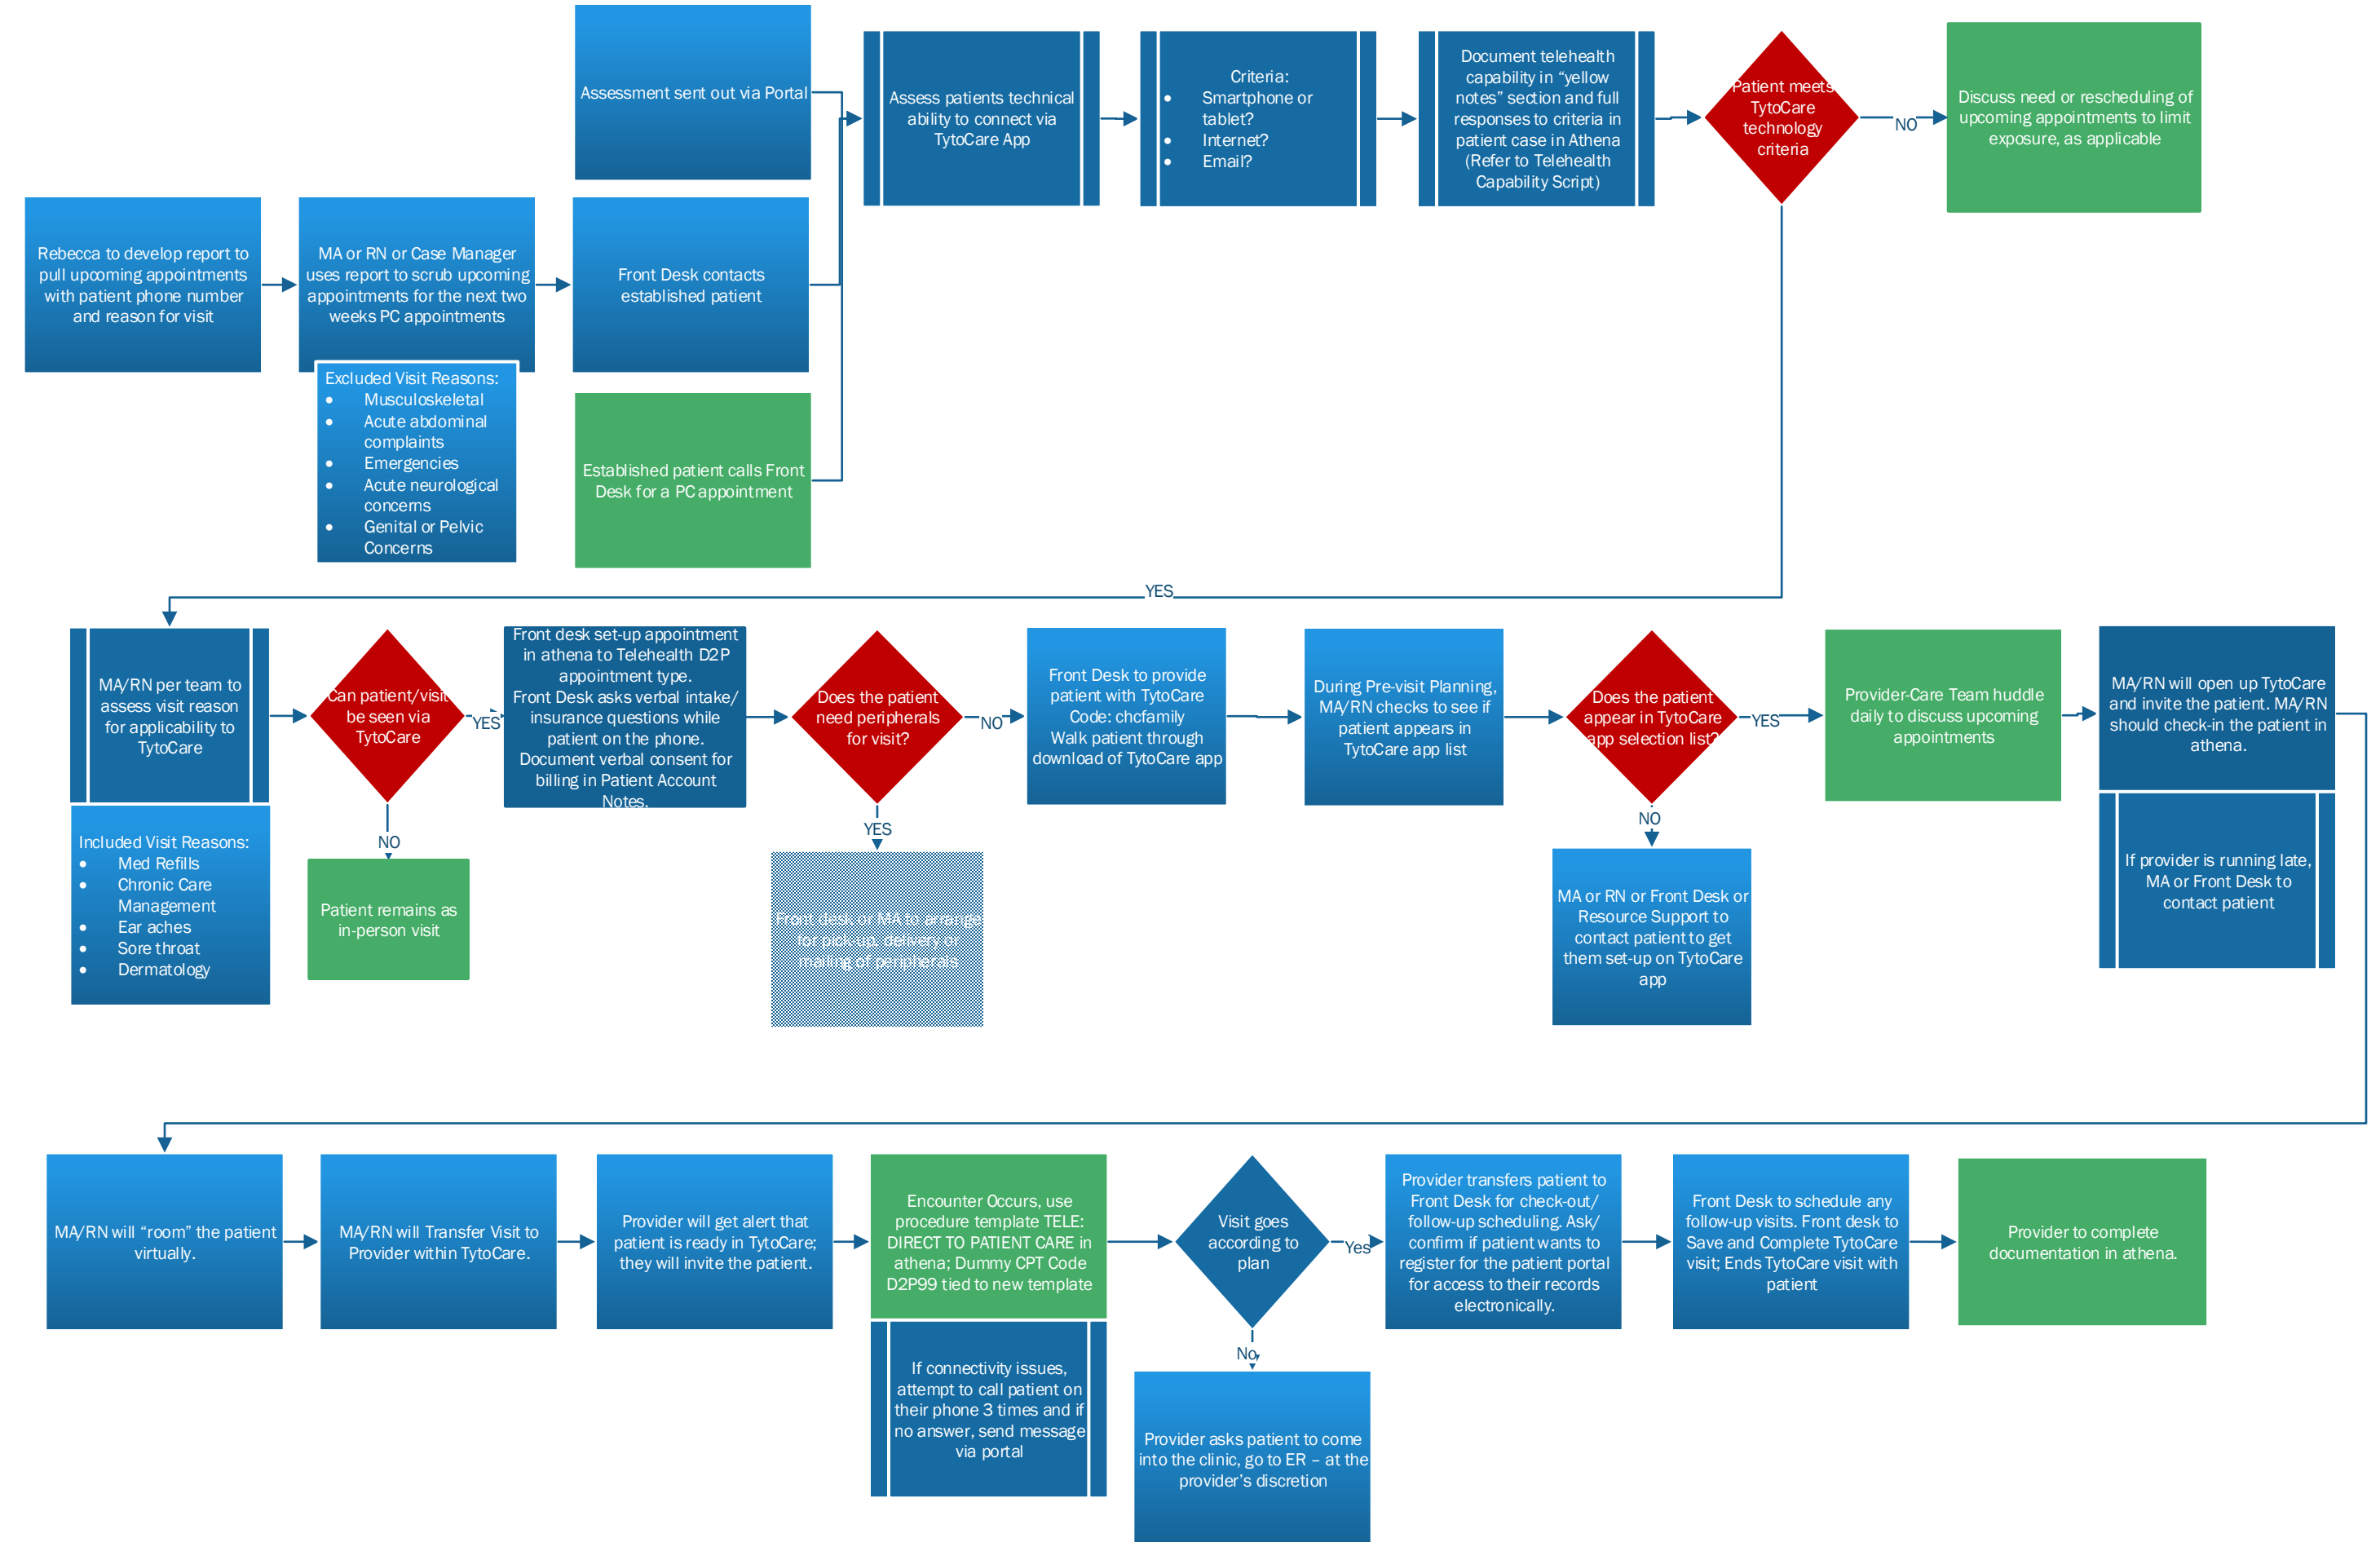 Assessment sent out via Portal
Assess patients technical
ability to connect via
TytoCare App
Criteria:
• Smartphone or
tablet?
• Internet?
• Email?
Document telehealth
capability in “yellow
notes” section and full
responses to criteria in
patient case in Athena
(Refer to Telehealth
Capability Script)
Patient meets
TytoCare
technology
criteria
NO
Discuss need or rescheduling of
upcoming appointments to limit
exposure, as applicable
Rebecca to develop report to
pull upcoming appointments
with patient phone number
and reason for visit
MA or RN or Case Manager
uses report to scrub upcoming
appointments for the next two
weeks PC appointments
Front Desk contacts
established patient
Excluded Visit Reasons:
• Musculoskeletal
• Acute abdominal
complaints
• Emergencies
• Acute neurological
concerns
• Genital or Pelvic
Concerns
Established patient calls Front
Desk for a PC appointment
YES
MA/RN per team to
assess visit reason
for applicability to
TytoCare
Included Visit Reasons:
• Med Refills
• Chronic Care
Management
• Ear aches
• Sore throat
• Dermatology
Can patient/visit
be seen via
TytoCare
YES
NO
Patient remains as
in-person visit
Front desk set-up appointment
in athena to Telehealth D2P
appointment type.
Front Desk asks verbal intake/
insurance questions while
patient on the phone.
Document verbal consent for
billing in Patient Account
Notes.
Does the patient
need peripherals
for visit?
NO
YES
Front desk or MA to arrange
for pick-up, delivery or
mailing of peripherals
Front Desk to provide
patient with TytoCare
Code: chcfamily
Walk patient through
download of TytoCare app
During Pre-visit Planning,
MA/RN checks to see if
patient appears in
TytoCare app list
Does the patient
appear in TytoCare
app selection list?
YES
NO
MA or RN or Front Desk or
Resource Support to
contact patient to get
them set-up on TytoCare
app
Provider-Care Team huddle
daily to discuss upcoming
appointments
MA/RN will open up TytoCare
and invite the patient. MA/RN
should check-in the patient in
athena.
If provider is running late,
MA or Front Desk to
contact patient
MA/RN will “room” the patient
virtually.
MA/RN will Transfer Visit to
Provider within TytoCare.
Provider will get alert that
patient is ready in TytoCare;
they will invite the patient.
Encounter Occurs, use
procedure template TELE:
DIRECT TO PATIENT CARE in
athena; Dummy CPT Code
D2P99 tied to new template
If connectivity issues,
attempt to call patient on
their phone 3 times and if
no answer, send message
via portal
Visit goes
according to
plan
Yes
No
Provider asks patient to come
into the clinic, go to ER – at the
provider’s discretion
Provider transfers patient to
Front Desk for check-out/
follow-up scheduling. Ask/
confirm if patient wants to
register for the patient portal
for access to their records
electronically.
Front Desk to schedule any
follow-up visits. Front desk to
Save and Complete TytoCare
visit; Ends TytoCare visit with
patient
Provider to complete
documentation in athena.